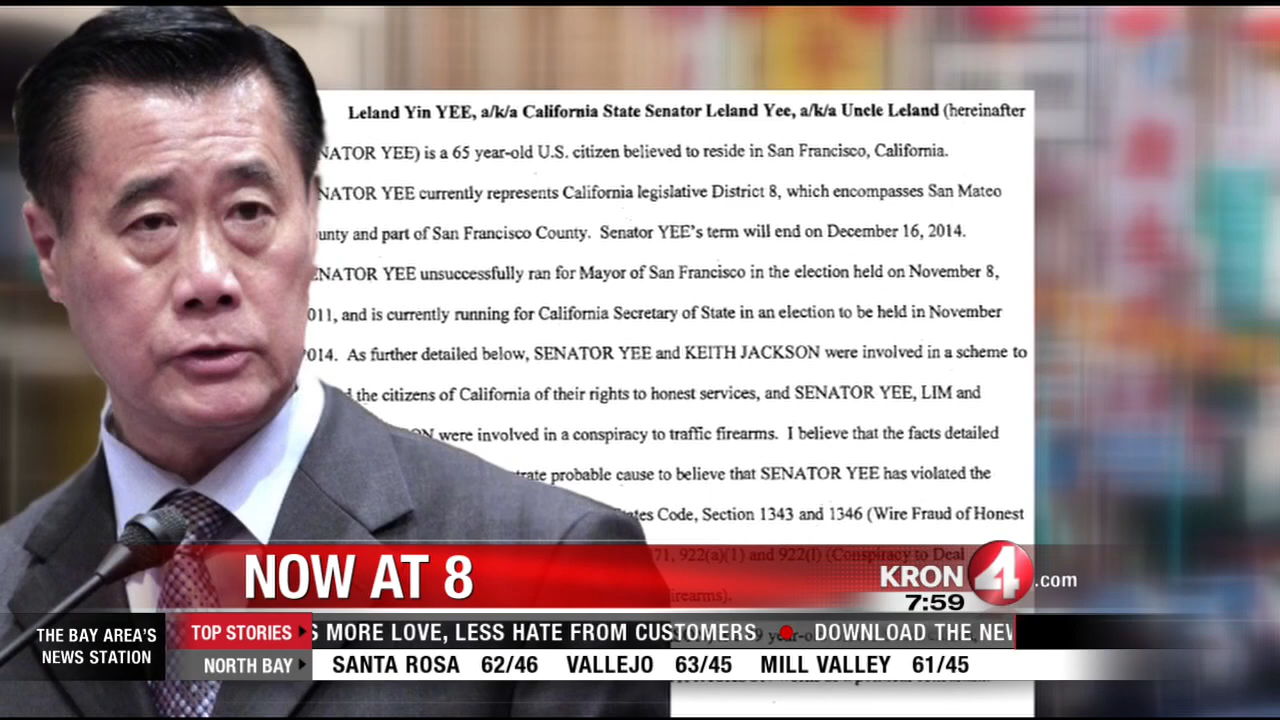 Leland Yin YEE, a/k/a California State Senator Leland Yee, a/k/a Uncle Leland (hereinafter
NATOR YEE) is a 65 year-old U.S. citizen believed to reside in San Francisco, California.
NATOR YEE currently represents California legislative District 8, which encompasses San Mateo
unty and part of San Francisco County. Senator YEE's term will end on December 16, 2014.
ENATOR YEE unsuccessfully ran for Mayor of San Francisco in the election held on November 8,
011, and is currently running for California Secretary of State in an election to be held in November
014. As further detailed below, SENATOR YEE and KEITH JACKSON were involved in a scheme to
the citizens of California of their rights to honest services, and SENATOR YEE, LIM and
ON were involved in a conspiracy to traffic firearms. I believe that the facts detailed
trate probable cause to believe that SENATOR YEE has violated the
tes Code, Section 1343 and 1346 (Wire Fraud of Honest
71, 922(a)(1) and 922(l) (Conspiracy to Deal
irearms).
NOW AT 8
KRON 4 .com
7:59
THE BAY AREA'S
NEWS STATION
TOP STORIES
S MORE LOVE, LESS HATE FROM CUSTOMERS
DOWNLOAD THE NEW
NORTH BAY
SANTA ROSA 62/46 VALLEJO 63/45 MILL VALLEY 61/45